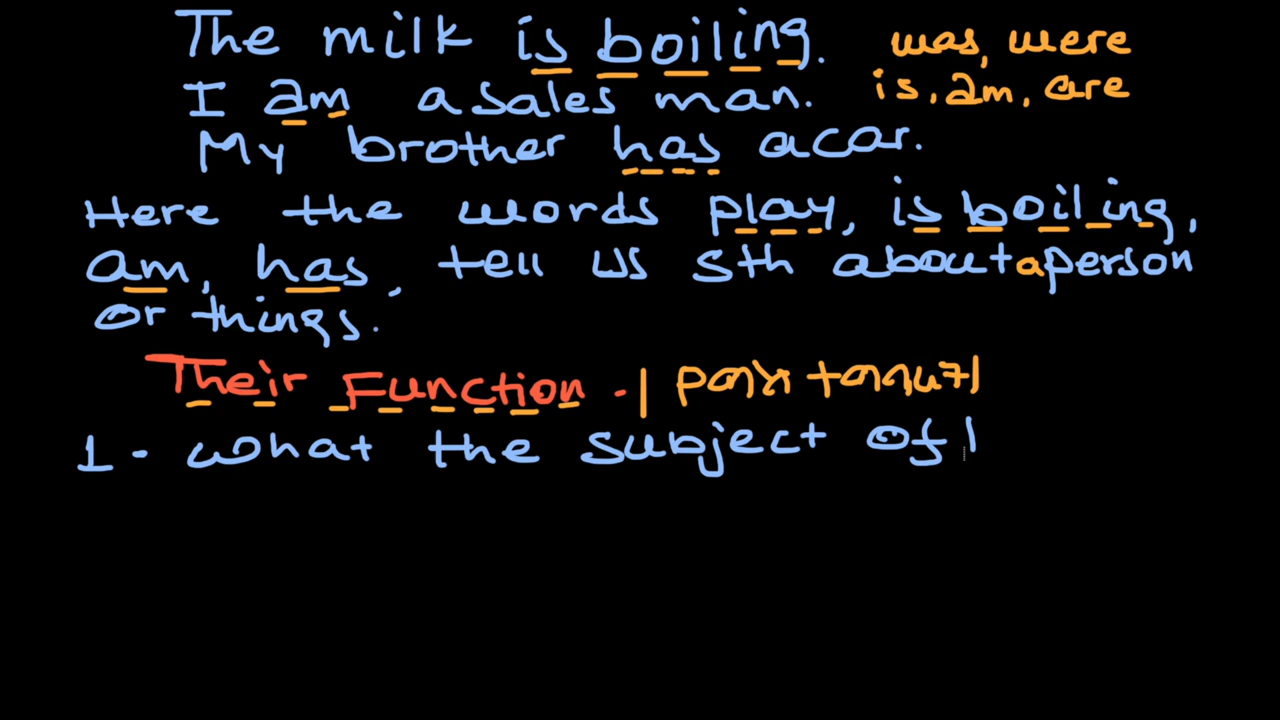 The milk is boiling. was, were
I am a sales man. is, am, are
My brother has a car.
Here the words play, is boiling,
am, has, tell us sth about a person
or things.
Their Function -
1 - what the subject of